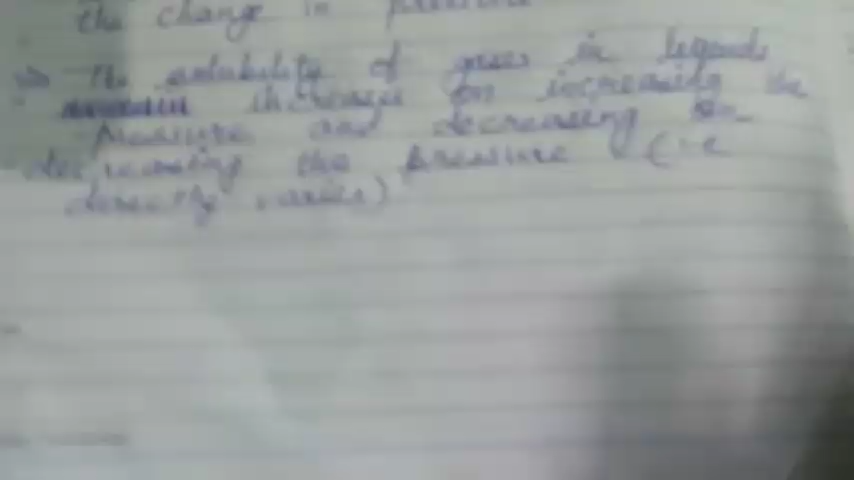 the change in pressure
The solubility of gases in liquids
increases on increasing the
Pressure and decreasing on
decreasing the pressure (i.e
directly varies)